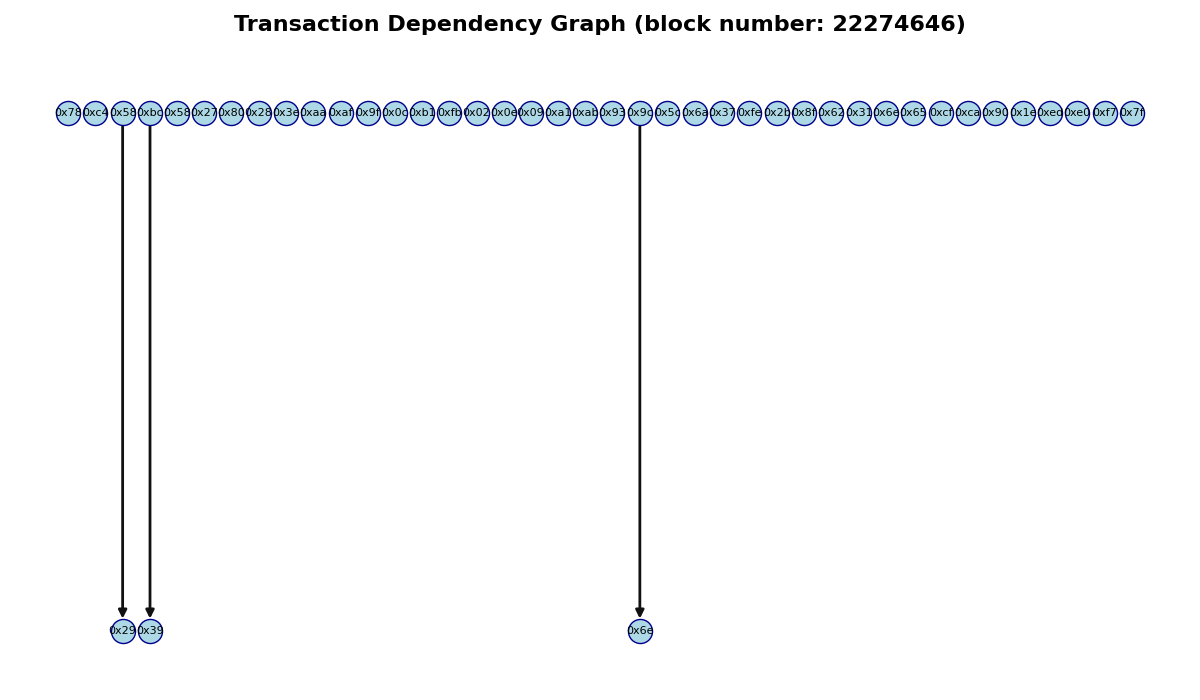 Transaction Dependency Graph (block number: 22274646)
0x78 0xc4 0x58 0xbc 0x58 0x27 0x80 0x28 0x3e 0xaa 0xaf 0x9f 0x0c 0xb1 0xfb 0x02 0x0e 0x09 0xa1 0xab 0x93 0x9c 0x5c 0x6a 0x37 0xfe 0x2b 0x8f 0x62 0x31 0x6e 0x65 0xcf 0xca 0x90 0x1e 0xed 0xe0 0xf7 0x7f
0x29 0x39 0x6e